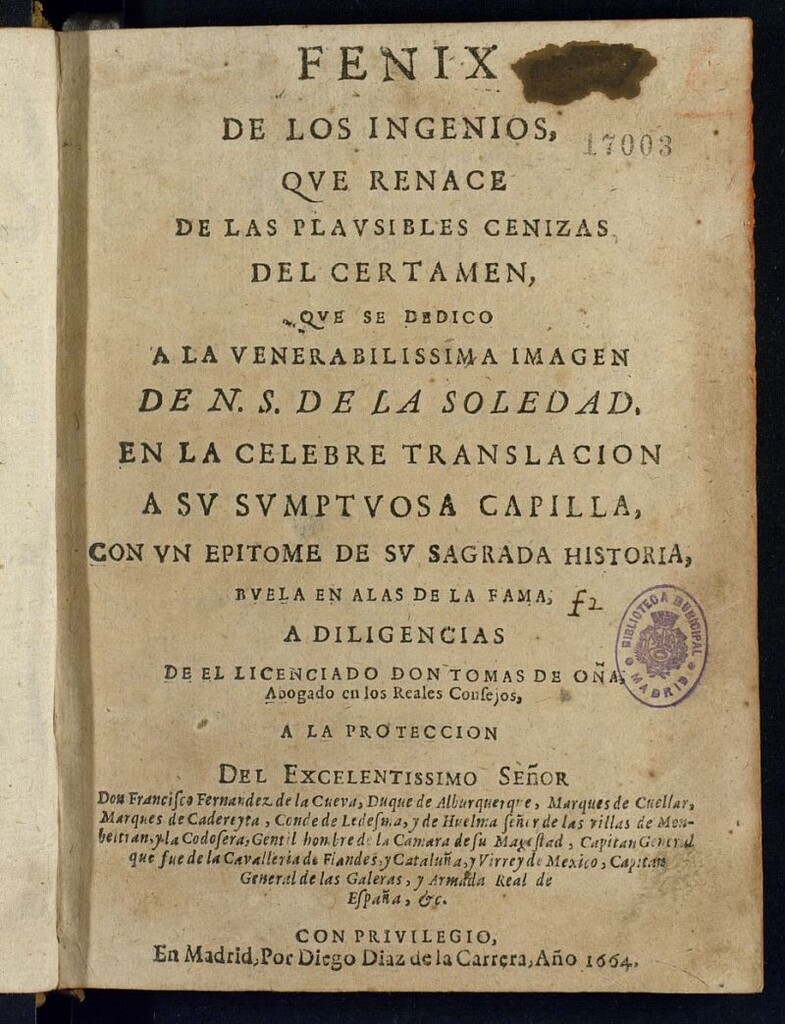 FENIX
DE LOS INGENIOS,
17003
QVE RENACE
DE LAS PLAVSIBLES CENIZAS
DEL CERTAMEN,
QVE SE DEDICO
A LA VENERABILISSIMA IMAGEN
DE N. S. DE LA SOLEDAD.
EN LA CELEBRE TRANSLACION
A SV SVMPTVOSA CAPILLA,
CON VN EPITOME DE SV SAGRADA HISTORIA,
BVELA EN ALAS DE LA FAMA, f2
A DILIGENCIAS
DE EL LICENCIADO DON TOMAS DE OÑA,
Abogado en los Reales Consejos,
BIBLIOTECA MUNICIPAL
MADRID
A LA PROTECCION
DEL EXCELENTISSIMO SEÑOR
Don Francisco Fernandez de la Cueva, Duque de Alburquerque, Marques de Cuellar,
Marques de Cadereyta, Conde de Ledesma, y de Huelma señor de las villas de Mon-
beltran, y la Codosera, Gentil hombre de la Camara de su Magestad, Capitan General
que fue de la Cavalleria de Flandes, y Cataluña, y Virrey de Mexico, Capitan
General de las Galeras, y Armada Real de
España, &c.
CON PRIVILEGIO,
En Madrid, Por Diego Diaz de la Carrera, Año 1664.